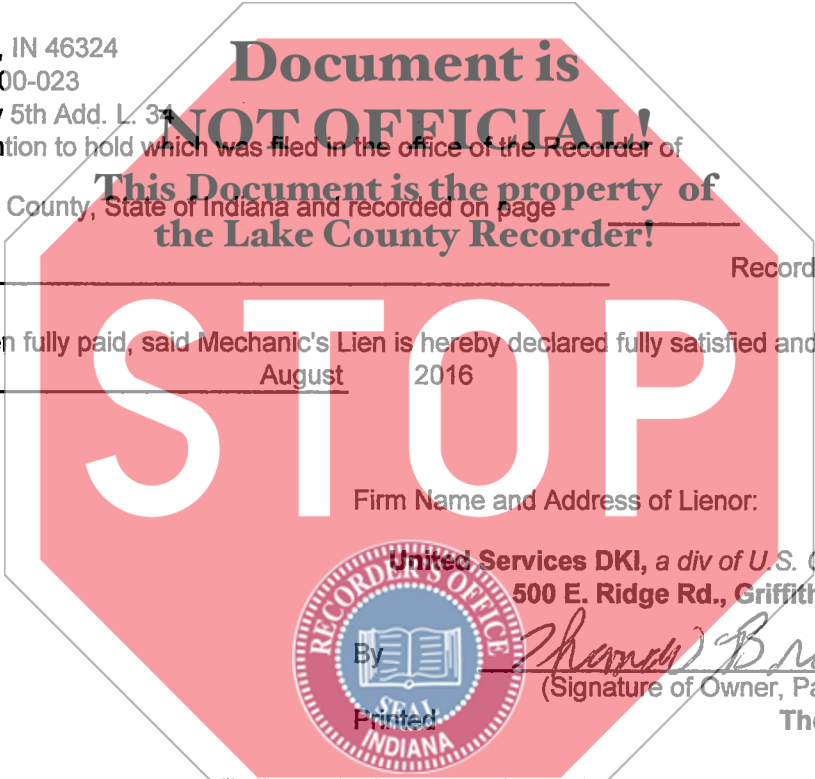 , IN 46324
Document is
00-023
5th Add. L. 34
NOT OFFICIAL!
tion to hold which was filed in the office of the Recorder of
This Document is the property of
County, State of Indiana and recorded on page
the Lake County Recorder!
Record
n fully paid, said Mechanic's Lien is hereby declared fully satisfied and
August 2016
STOP
Firm Name and Address of Lienor:
United Services DKI, a div of U.S.
500 E. Ridge Rd., Griffith
RECORDER'S OFFICE
By
(Signature of Owner, Pa
SEAL
Printed The
INDIANA